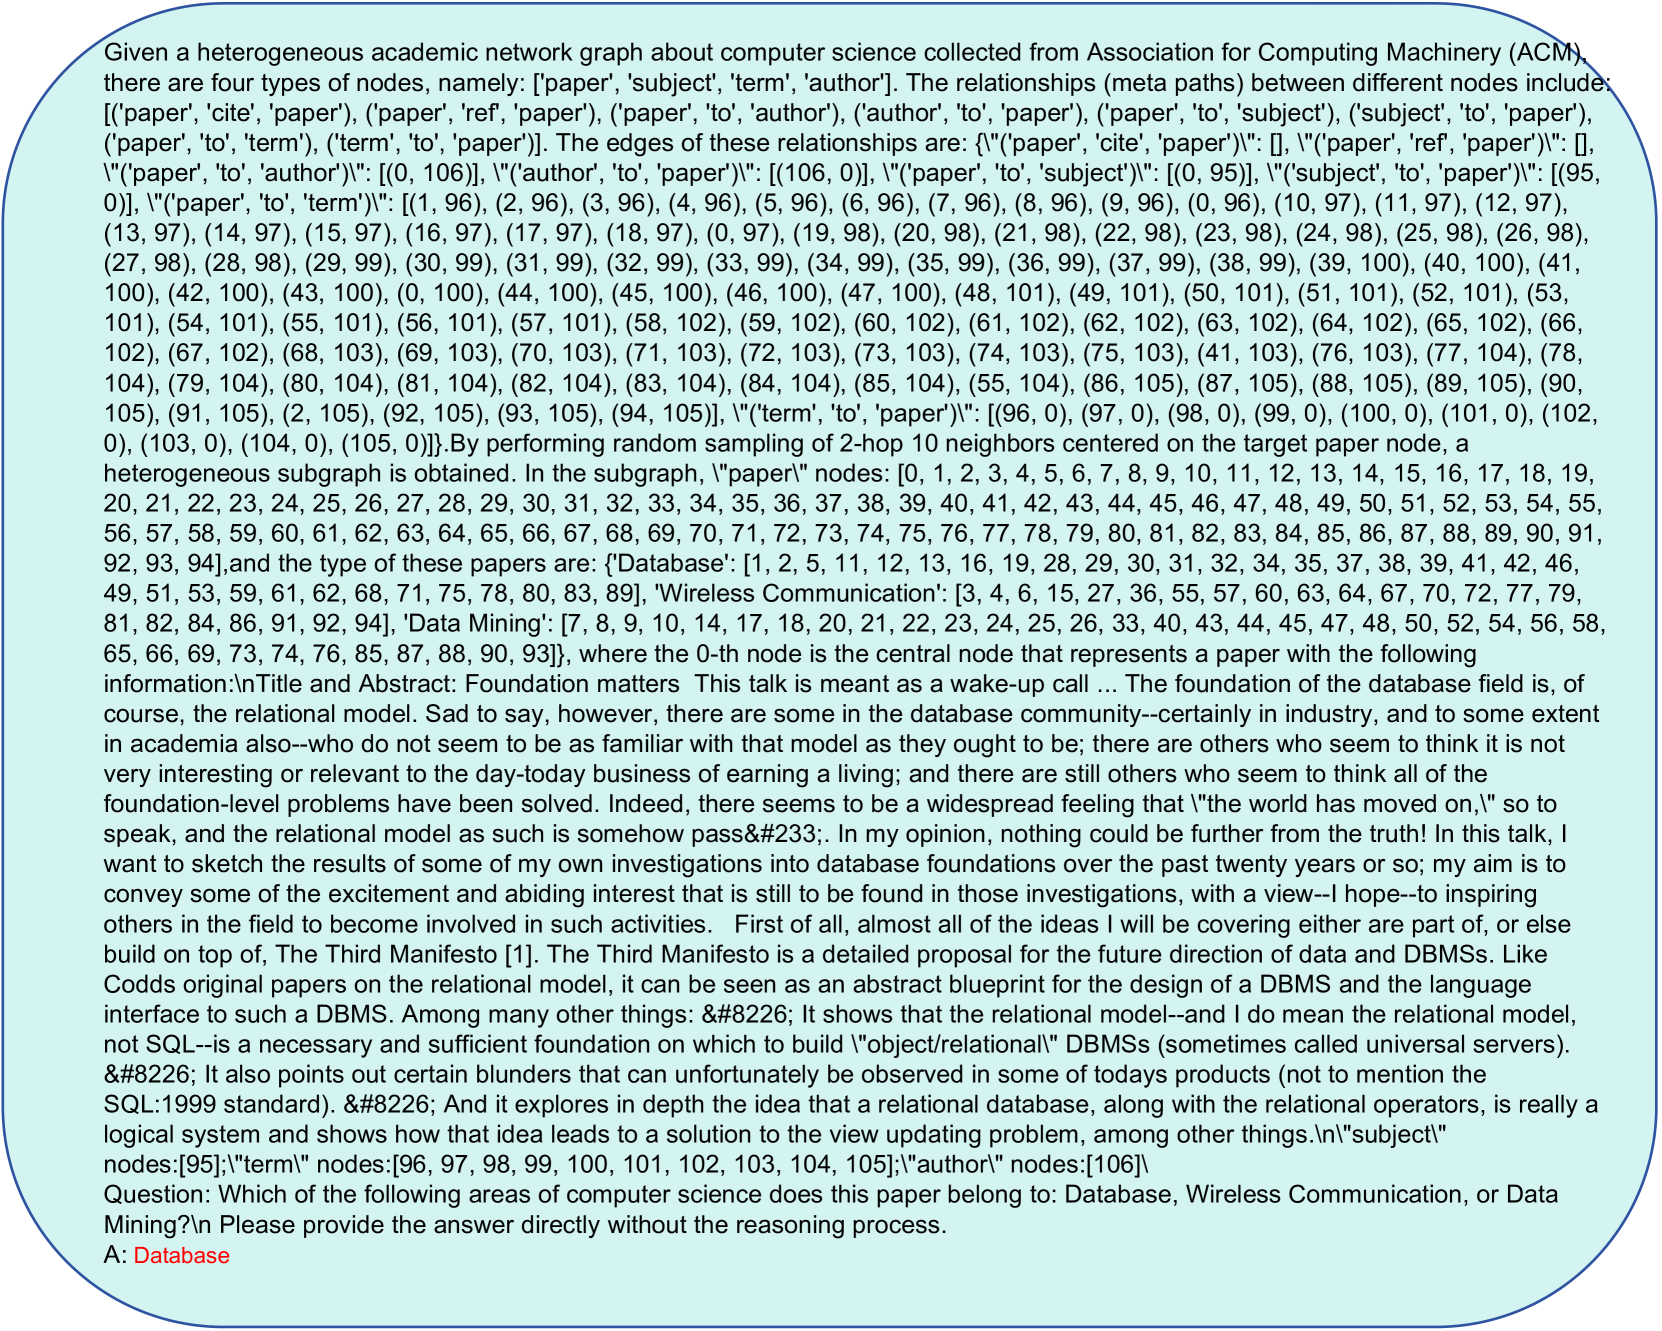 Given a heterogeneous academic network graph about computer science collected from Association for Computing Machinery (ACM),
there are four types of nodes, namely: ['paper', 'subject', 'term', 'author']. The relationships (meta paths) between different nodes include:
[('paper', 'cite', 'paper'), ('paper', 'ref', 'paper'), ('paper', 'to', 'author'), ('author', 'to', 'paper'), ('paper', 'to', 'subject'), ('subject', 'to', 'paper'),
('paper', 'to', 'term'), ('term', 'to', 'paper')]. The edges of these relationships are: {\"('paper', 'cite', 'paper')\": [], \"('paper', 'ref', 'paper')\": [],
\"('paper', 'to', 'author')\": [(0, 106)], \"('author', 'to', 'paper')\": [(106, 0)], \"('paper', 'to', 'subject')\": [(0, 95)], \"('subject', 'to', 'paper')\": [(95,
0)], \"('paper', 'to', 'term')\": [(1, 96), (2, 96), (3, 96), (4, 96), (5, 96), (6, 96), (7, 96), (8, 96), (9, 96), (0, 96), (10, 97), (11, 97), (12, 97),
(13, 97), (14, 97), (15, 97), (16, 97), (17, 97), (18, 97), (0, 97), (19, 98), (20, 98), (21, 98), (22, 98), (23, 98), (24, 98), (25, 98), (26, 98),
(27, 98), (28, 98), (29, 99), (30, 99), (31, 99), (32, 99), (33, 99), (34, 99), (35, 99), (36, 99), (37, 99), (38, 99), (39, 100), (40, 100), (41,
100), (42, 100), (43, 100), (0, 100), (44, 100), (45, 100), (46, 100), (47, 100), (48, 101), (49, 101), (50, 101), (51, 101), (52, 101), (53,
101), (54, 101), (55, 101), (56, 101), (57, 101), (58, 102), (59, 102), (60, 102), (61, 102), (62, 102), (63, 102), (64, 102), (65, 102), (66,
102), (67, 102), (68, 103), (69, 103), (70, 103), (71, 103), (72, 103), (73, 103), (74, 103), (75, 103), (41, 103), (76, 103), (77, 104), (78,
104), (79, 104), (80, 104), (81, 104), (82, 104), (83, 104), (84, 104), (85, 104), (55, 104), (86, 105), (87, 105), (88, 105), (89, 105), (90,
105), (91, 105), (2, 105), (92, 105), (93, 105), (94, 105)], \"('term', 'to', 'paper')\": [(96, 0), (97, 0), (98, 0), (99, 0), (100, 0), (101, 0), (102,
0), (103, 0), (104, 0), (105, 0)]}.By performing random sampling of 2-hop 10 neighbors centered on the target paper node, a
heterogeneous subgraph is obtained. In the subgraph, \"paper\" nodes: [0, 1, 2, 3, 4, 5, 6, 7, 8, 9, 10, 11, 12, 13, 14, 15, 16, 17, 18, 19,
20, 21, 22, 23, 24, 25, 26, 27, 28, 29, 30, 31, 32, 33, 34, 35, 36, 37, 38, 39, 40, 41, 42, 43, 44, 45, 46, 47, 48, 49, 50, 51, 52, 53, 54, 55,
56, 57, 58, 59, 60, 61, 62, 63, 64, 65, 66, 67, 68, 69, 70, 71, 72, 73, 74, 75, 76, 77, 78, 79, 80, 81, 82, 83, 84, 85, 86, 87, 88, 89, 90, 91,
92, 93, 94],and the type of these papers are: {'Database': [1, 2, 5, 11, 12, 13, 16, 19, 28, 29, 30, 31, 32, 34, 35, 37, 38, 39, 41, 42, 46,
49, 51, 53, 59, 61, 62, 68, 71, 75, 78, 80, 83, 89], 'Wireless Communication': [3, 4, 6, 15, 27, 36, 55, 57, 60, 63, 64, 67, 70, 72, 77, 79,
81, 82, 84, 86, 91, 92, 94], 'Data Mining': [7, 8, 9, 10, 14, 17, 18, 20, 21, 22, 23, 24, 25, 26, 33, 40, 43, 44, 45, 47, 48, 50, 52, 54, 56, 58,
65, 66, 69, 73, 74, 76, 85, 87, 88, 90, 93]}, where the 0-th node is the central node that represents a paper with the following
information:\nTitle and Abstract: Foundation matters  This talk is meant as a wake-up call ... The foundation of the database field is, of
course, the relational model. Sad to say, however, there are some in the database community--certainly in industry, and to some extent
in academia also--who do not seem to be as familiar with that model as they ought to be; there are others who seem to think it is not
very interesting or relevant to the day-today business of earning a living; and there are still others who seem to think all of the
foundation-level problems have been solved. Indeed, there seems to be a widespread feeling that \"the world has moved on,\" so to
speak, and the relational model as such is somehow pass&#233;. In my opinion, nothing could be further from the truth! In this talk, I
want to sketch the results of some of my own investigations into database foundations over the past twenty years or so; my aim is to
convey some of the excitement and abiding interest that is still to be found in those investigations, with a view--I hope--to inspiring
others in the field to become involved in such activities.   First of all, almost all of the ideas I will be covering either are part of, or else
build on top of, The Third Manifesto [1]. The Third Manifesto is a detailed proposal for the future direction of data and DBMSs. Like
Codds original papers on the relational model, it can be seen as an abstract blueprint for the design of a DBMS and the language
interface to such a DBMS. Among many other things: &#8226; It shows that the relational model--and I do mean the relational model,
not SQL--is a necessary and sufficient foundation on which to build \"object/relational\" DBMSs (sometimes called universal servers).
&#8226; It also points out certain blunders that can unfortunately be observed in some of todays products (not to mention the
SQL:1999 standard). &#8226; And it explores in depth the idea that a relational database, along with the relational operators, is really a
logical system and shows how that idea leads to a solution to the view updating problem, among other things.\n\"subject\"
nodes:[95];\"term\" nodes:[96, 97, 98, 99, 100, 101, 102, 103, 104, 105];\"author\" nodes:[106]\
Question: Which of the following areas of computer science does this paper belong to: Database, Wireless Communication, or Data
Mining?\n Please provide the answer directly without the reasoning process.
A: Database